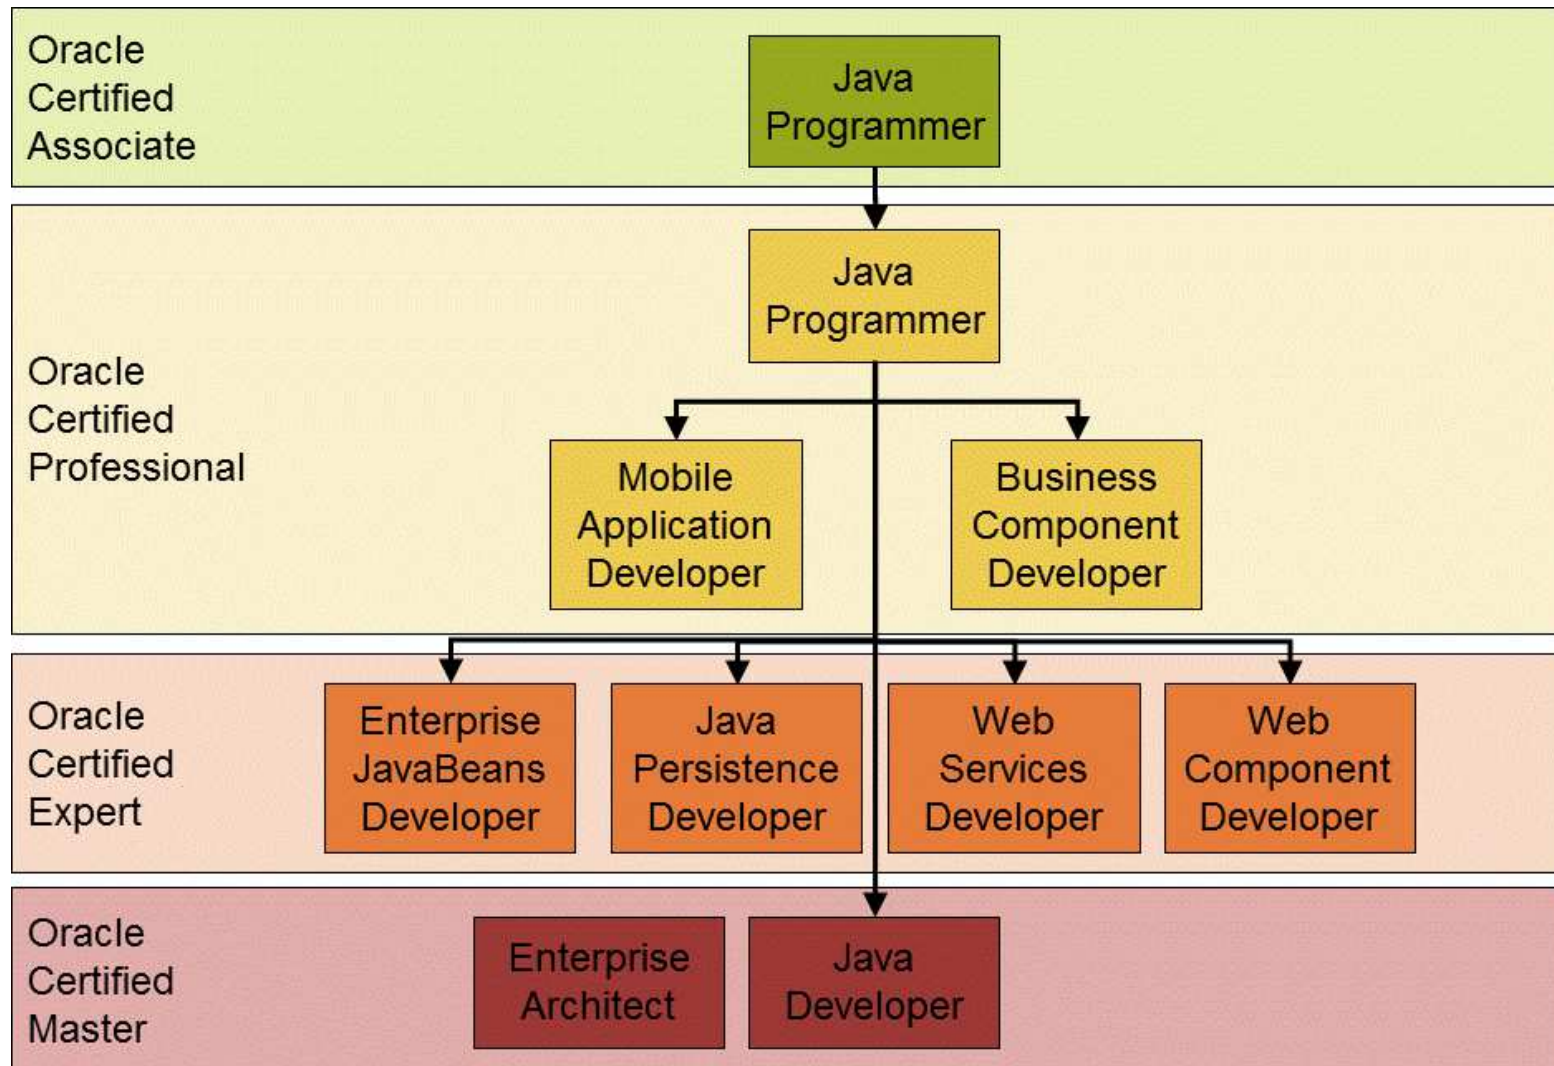 Oracle
Certified
Associate
Java
Programmer
Java
Programmer
Oracle
Certified
Professional
Mobile
Application
Developer
Business
Component
Developer
Oracle
Certified
Expert
Enterprise
JavaBeans
Developer
Java
Persistence
Developer
Web
Services
Developer
Web
Component
Developer
Oracle
Certified
Master
Enterprise
Architect
Java
Developer